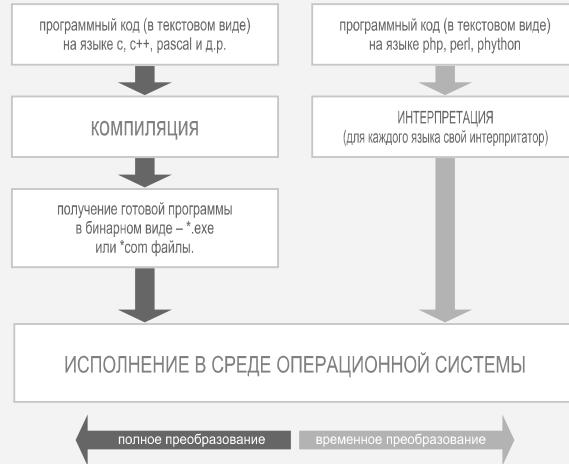 программный код (в текстовом виде)
на языке с, с++, pascal и д.р.
программный код (в текстовом виде)
на языке php, perl, phython
КОМПИЛЯЦИЯ
ИНТЕРПРЕТАЦИЯ
(для каждого языка свой интерпритатор)
получение готовой программы
в бинарном виде – *.exe
или *com файлы.
ИСПОЛНЕНИЕ В СРЕДЕ ОПЕРАЦИОННОЙ СИСТЕМЫ
полное преобразование
временное преобразование